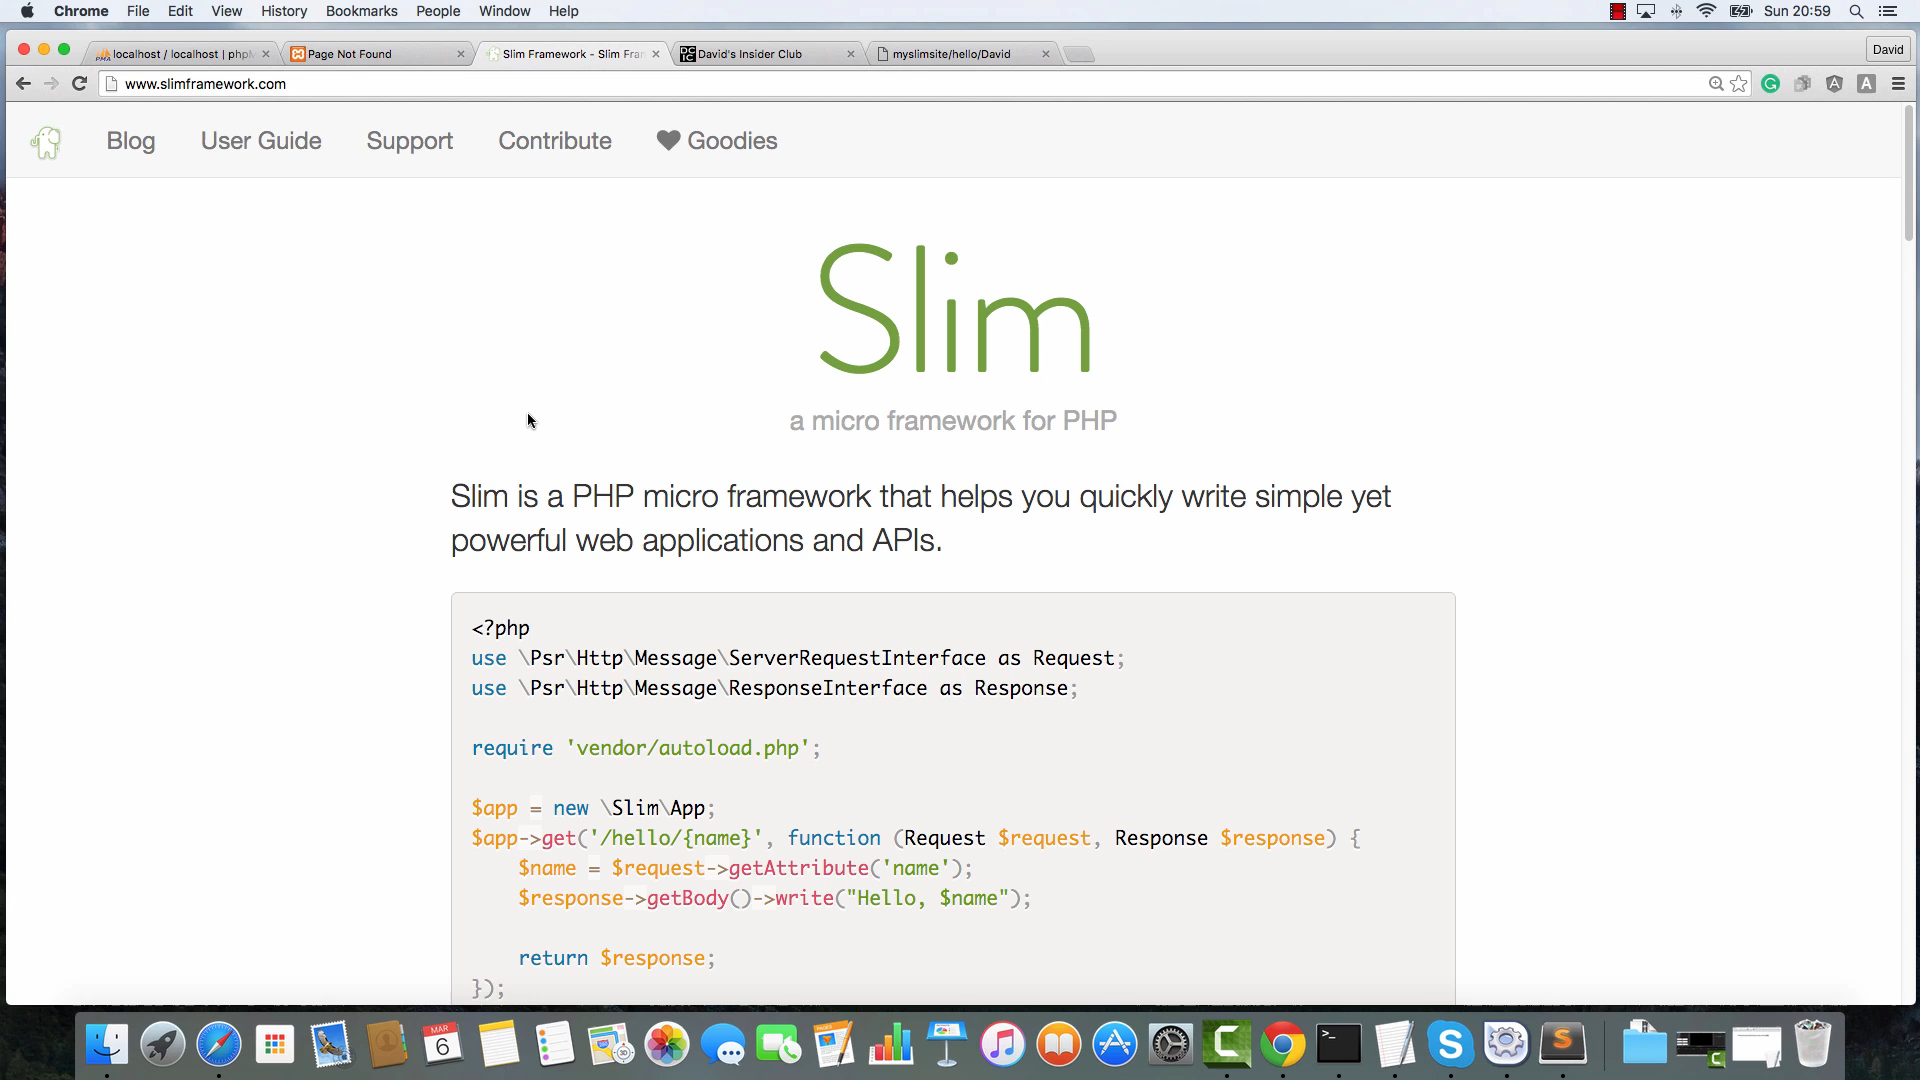 Chrome File Edit View History Bookmarks People Window Help Sun 20:59
localhost / localhost | phpM Page Not Found Slim Framework - Slim Fran David's Insider Club myslimsite/hello/David David
www.slimframework.com
Blog User Guide Support Contribute Goodies
Slim
a micro framework for PHP
Slim is a PHP micro framework that helps you quickly write simple yet
powerful web applications and APIs.
<?php
use \Psr\Http\Message\ServerRequestInterface as Request;
use \Psr\Http\Message\ResponseInterface as Response;
require 'vendor/autoload.php';
$app = new \Slim\App;
$app->get('/hello/{name}', function (Request $request, Response $response) {
$name = $request->getAttribute('name');
$response->getBody()->write("Hello, $name");
return $response;
});
MAR
6